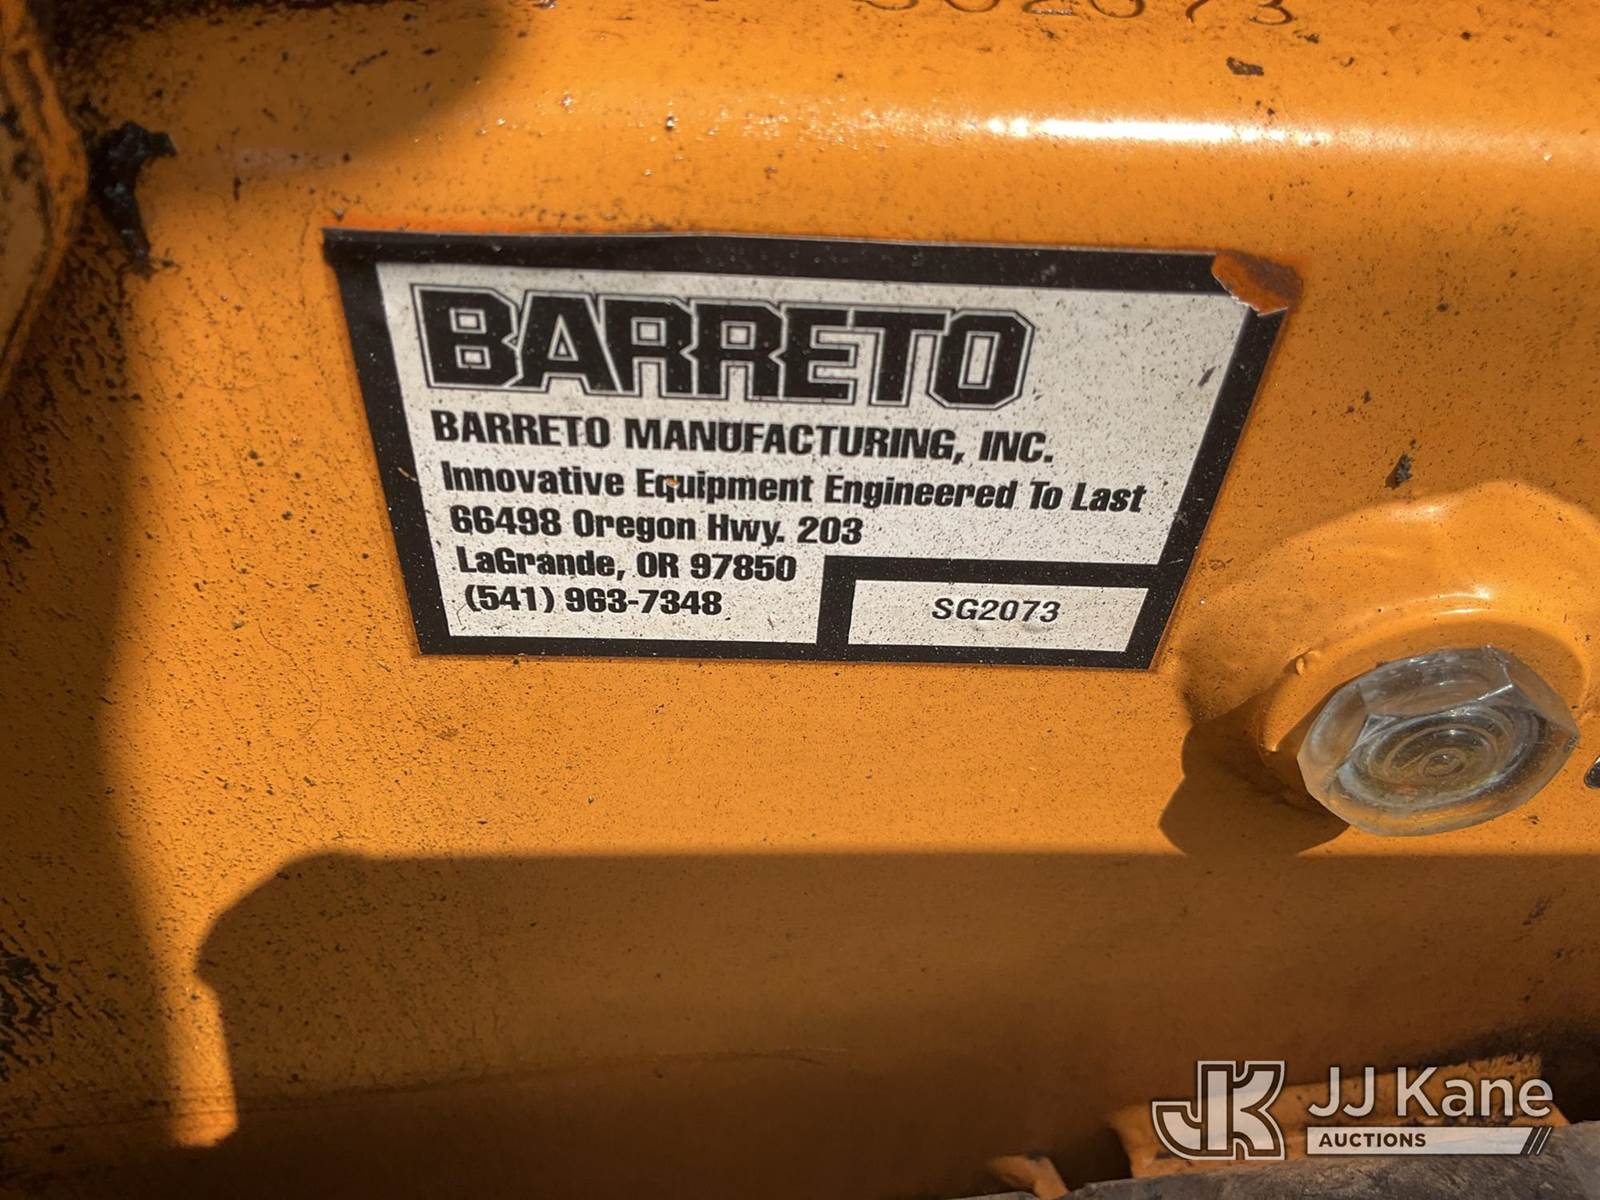 SG2073
BARRETO
BARRETO MANUFACTURING, INC.
Innovative Equipment Engineered To Last
66498 Oregon Hwy. 203
LaGrande, OR 97850
(541) 963-7348
SG2073
JK JJ Kane
AUCTIONS